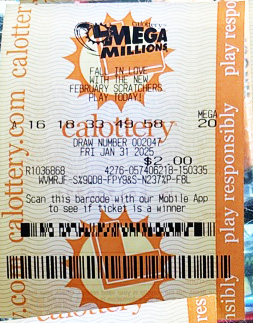 calottery
MEGA
MILLIONS
FALL IN LOVE
WITH THE NEW
FEBRUARY SCRATCHERS
PLAY TODAY!
MEGA
16 18 33 49 58 20
calottery
DRAW NUMBER 002047
FRI JAN 31 2025
$2.00
R1036868 4276-057406218-150335
Scan this barcode with our Mobile App
to see if ticket is a winner
calottery.com
play responsibly